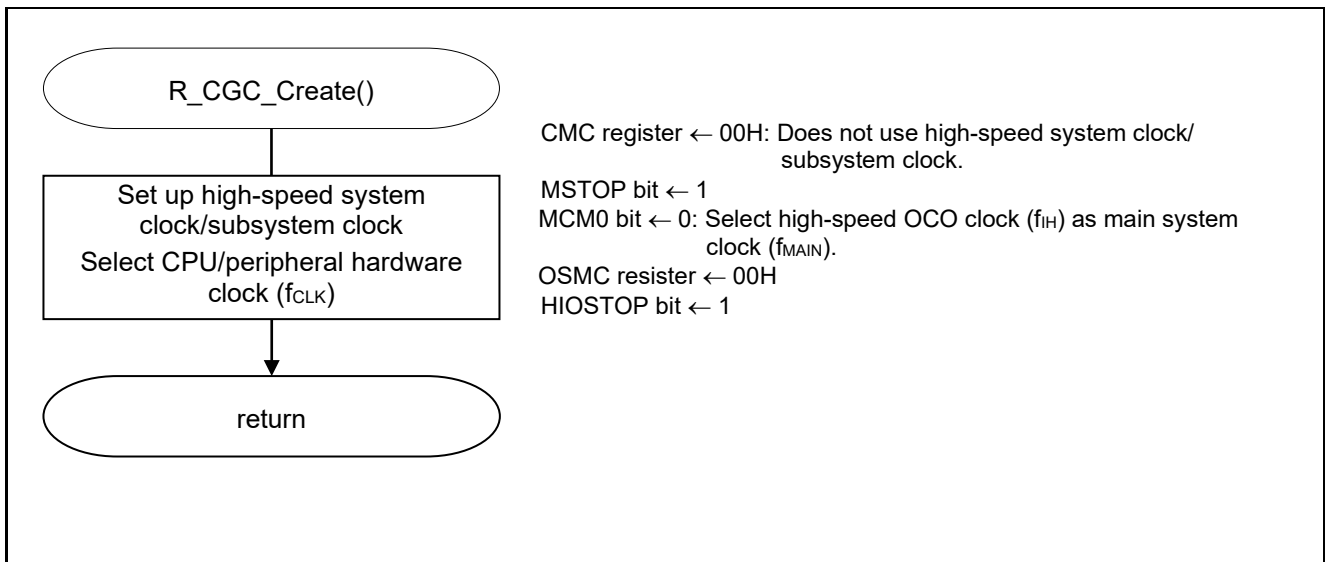 R_CGC_Create()
Set up high-speed system
clock/subsystem clock
Select CPU/peripheral hardware
clock (fCLK)
return
CMC register ← 00H: Does not use high-speed system clock/
subsystem clock.
MSTOP bit ← 1
MCM0 bit ← 0: Select high-speed OCO clock (fIH) as main system
clock (fMAIN).
OSMC resister ← 00H
HIOSTOP bit ← 1